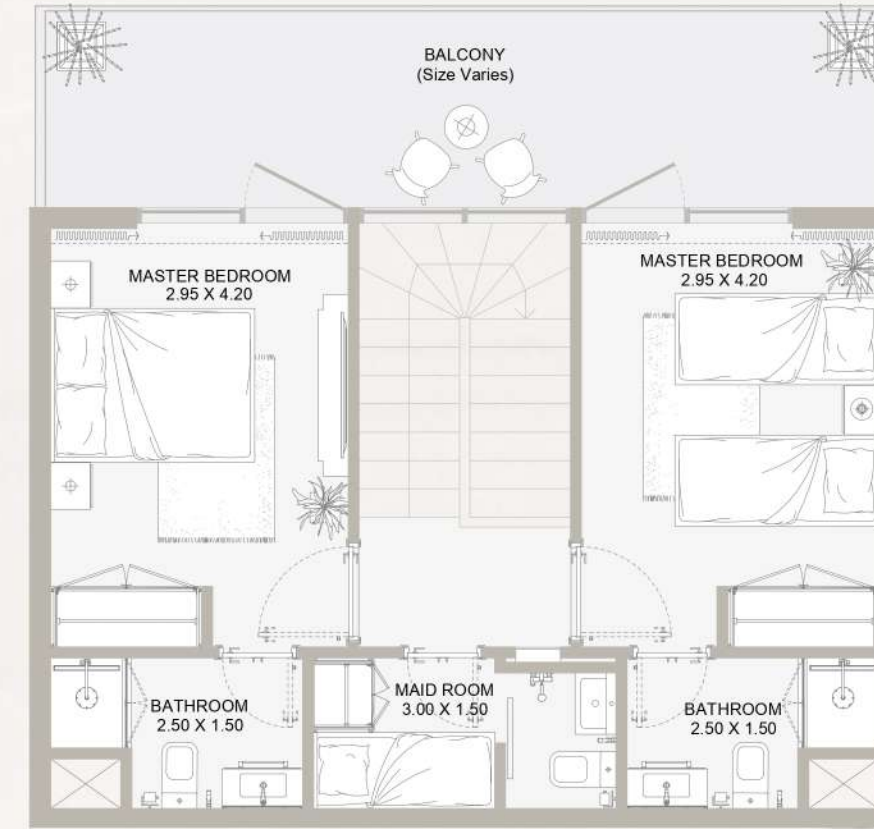 BALCONY
(Size Varies)
MASTER BEDROOM
2.95 X 4.20
MASTER BEDROOM
2.95 X 4.20
BATHROOM
2.50 X 1.50
MAID ROOM
3.00 X 1.50
BATHROOM
2.50 X 1.50